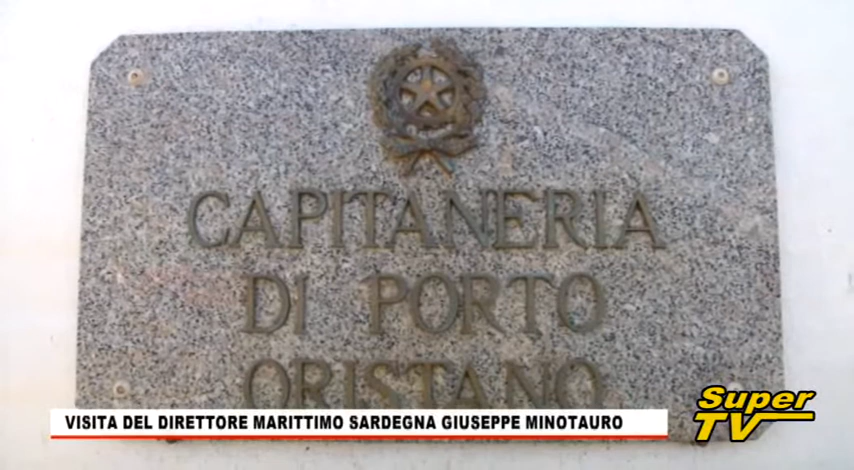 CAPITANERIA
DI PORTO
ORISTANO
VISITA DEL DIRETTORE MARITTIMO SARDEGNA GIUSEPPE MINOTAURO
Super
TV